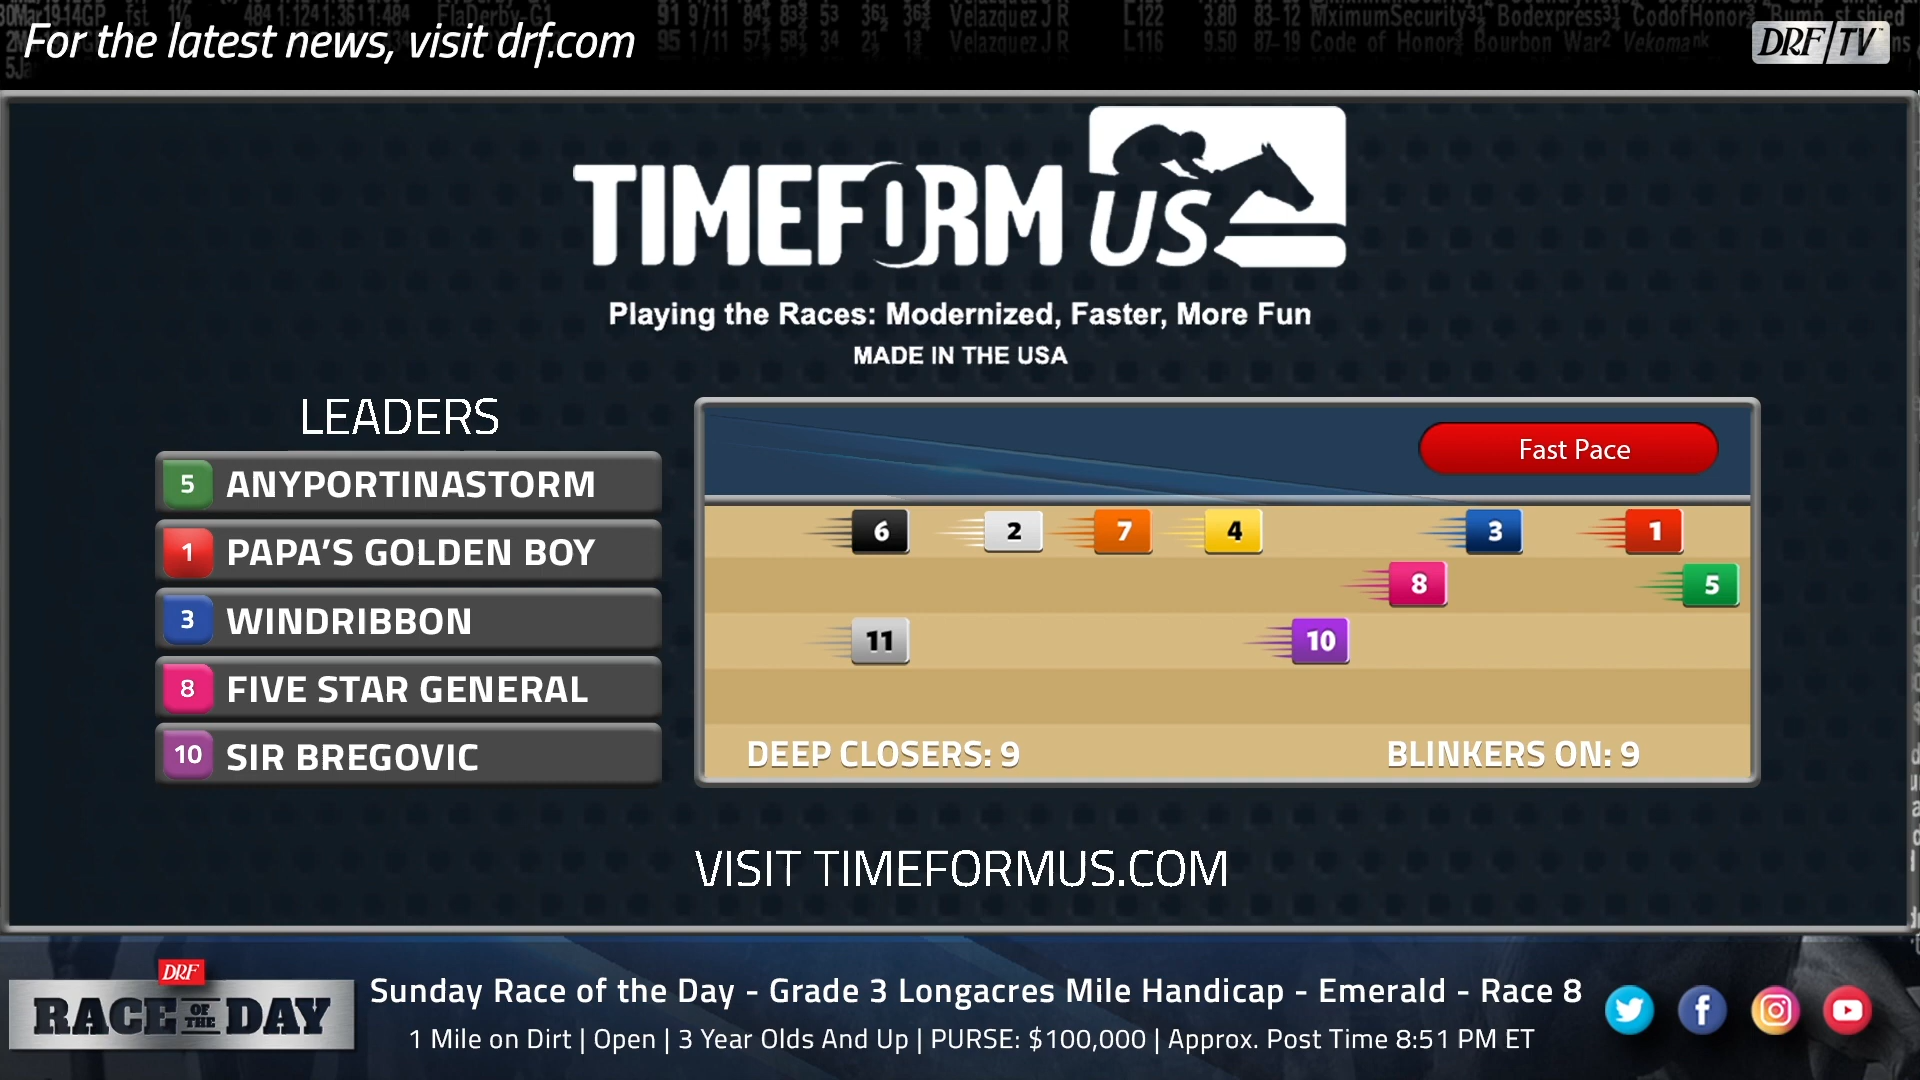 For the latest news, visit drf.com
DRF TV
TIMEFORM US
Playing the Races: Modernized, Faster, More Fun
MADE IN THE USA
LEADERS
5 ANYPORTINASTORM
1 PAPA'S GOLDEN BOY
3 WINDRIBBON
8 FIVE STAR GENERAL
10 SIR BREGOVIC
Fast Pace
6 2 7 4 3 1
8 5
11 10
DEEP CLOSERS: 9 BLINKERS ON: 9
VISIT TIMEFORMUS.COM
DRF
RACE OF THE DAY
Sunday Race of the Day - Grade 3 Longacres Mile Handicap - Emerald - Race 8
1 Mile on Dirt | Open | 3 Year Olds And Up | PURSE: $100,000 | Approx. Post Time 8:51 PM ET